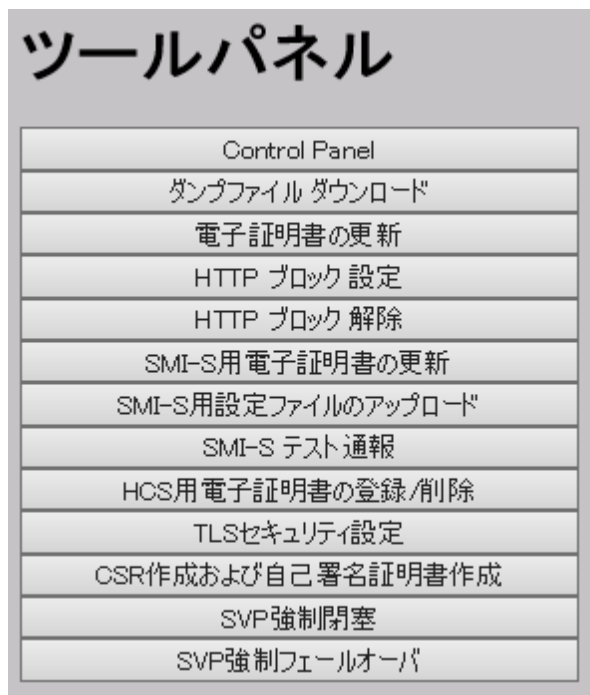 ツールパネル
Control Panel
ダンプファイル ダウンロード
電子証明書の更新
HTTP ブロック 設定
HTTP ブロック 解除
SMI-S用電子証明書の更新
SMI-S用設定ファイルのアップロード
SMI-S テスト通報
HCS用電子証明書の登録/削除
TLSセキュリティ設定
CSR作成および自己署名証明書作成
SVP強制閉塞
SVP強制フェールオーバ